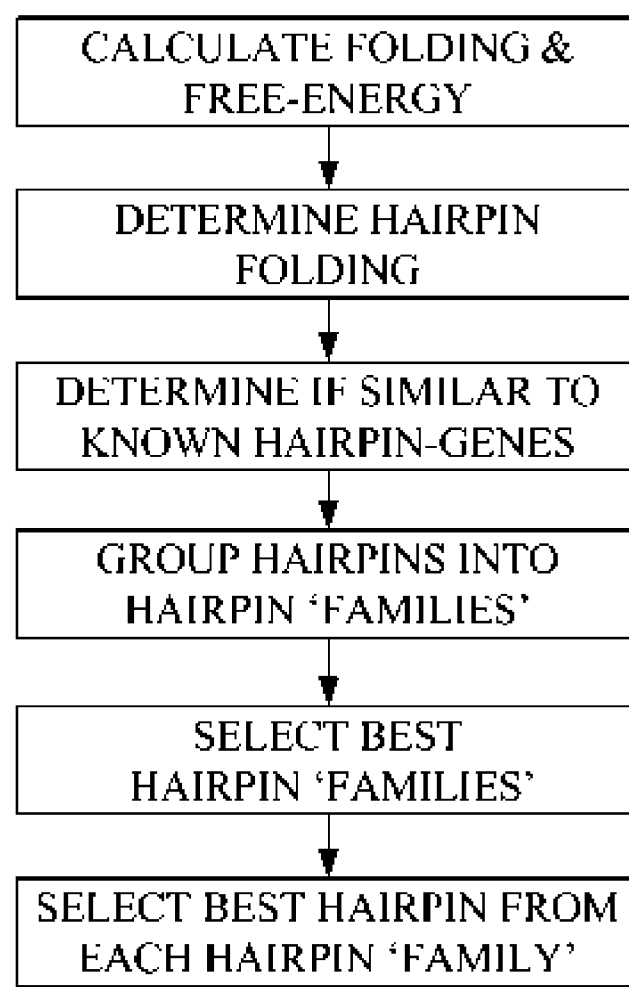 CALCULATE FOLDING &
FREE-ENERGY
DETERMINE HAIRPIN
FOLDING
DETERMINE IF SIMILAR TO
KNOWN HAIRPIN-GENES
GROUP HAIRPINS INTO
HAIRPIN ‘FAMILIES’
SELECT BEST
HAIRPIN ‘FAMILIES’
SELECT BEST HAIRPIN FROM
EACH HAIRPIN ‘FAMILY’